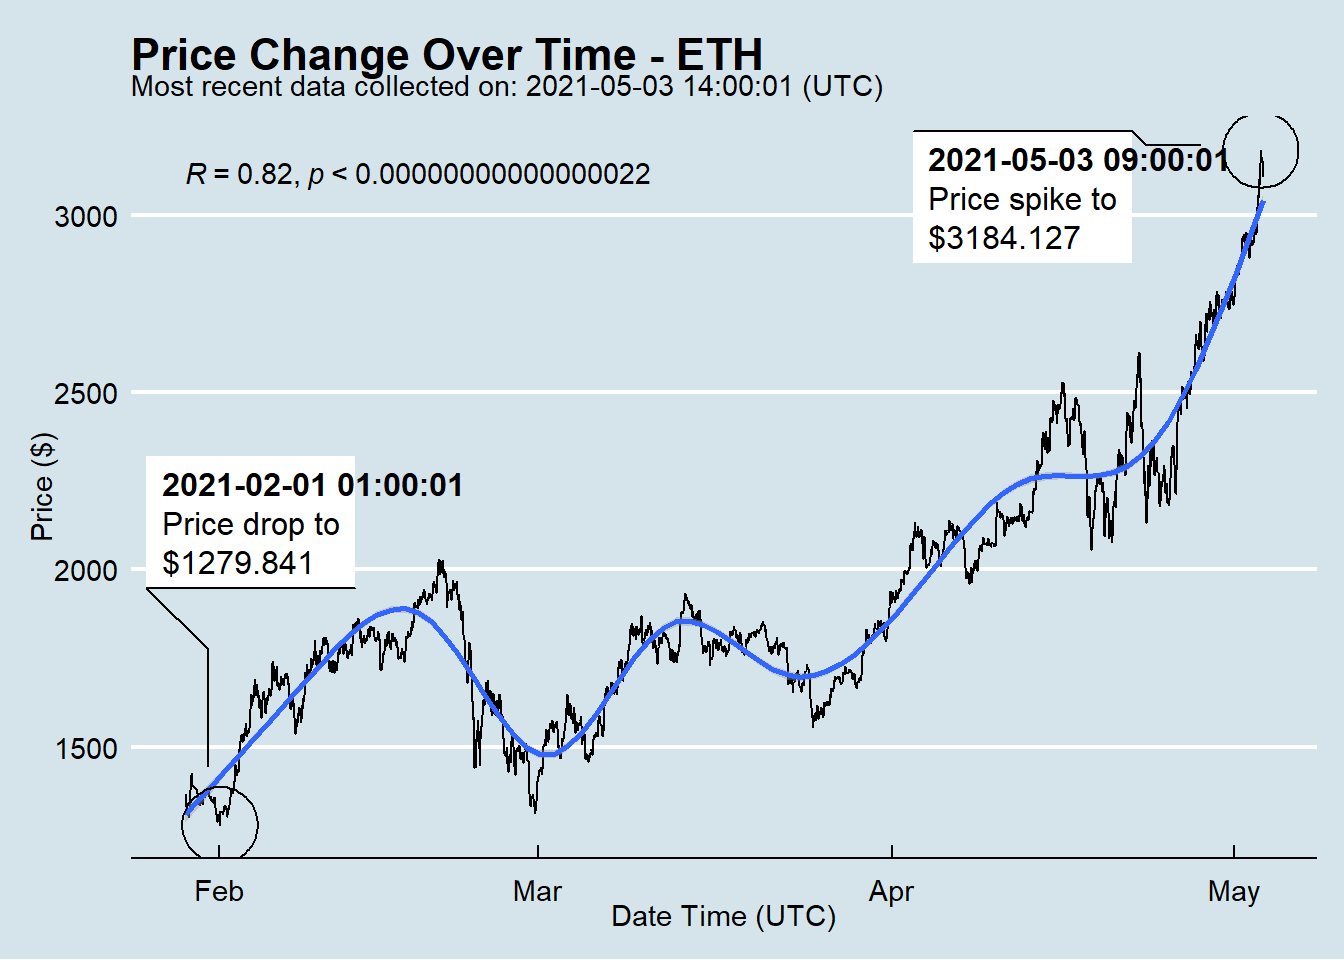 Price Change Over Time - ETH
Most recent data collected on: 2021-05-03 14:00:01 (UTC)
R = 0.82, p < 0.00000000000000022
2021-05-03 09:00:01
Price spike to
$3184.127
3000
2500
2021-02-01 01:00:01
Price drop to
$1279.841
2000
1500
Price ($)
Feb
Mar
Apr
May
Date Time (UTC)